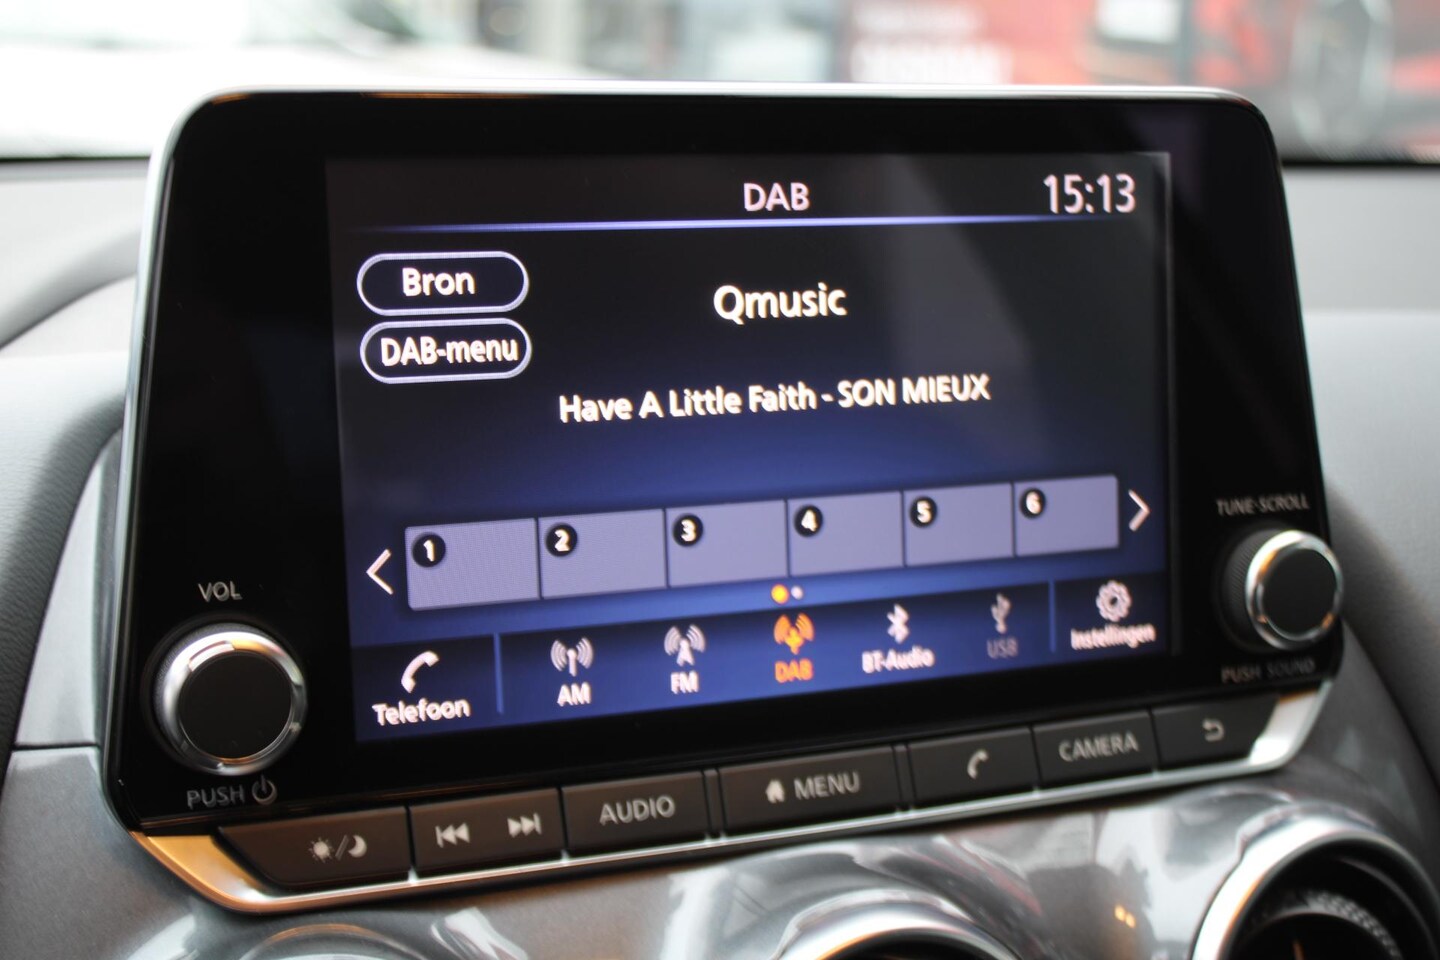 DAB
15:13
Bron
Qmusic
DAB-menu
Have A Little Faith - SON MIEUX
1 2 3 4 5 6
TUNE·SCROLL
VOL
Telefoon
AM
FM
DAB
BT-Audio
USB
Instellingen
PUSH SOUND
PUSH
AUDIO
MENU
CAMERA